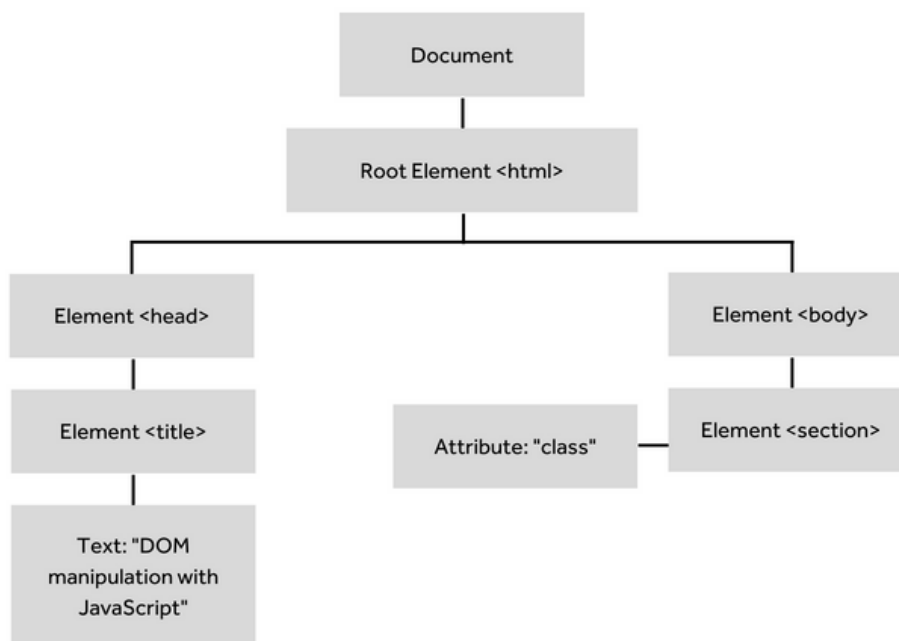 Document
Root Element <html>
Element <head>
Element <body>
Element <title>
Attribute: "class"
Element <section>
Text: "DOM
manipulation with
JavaScript"